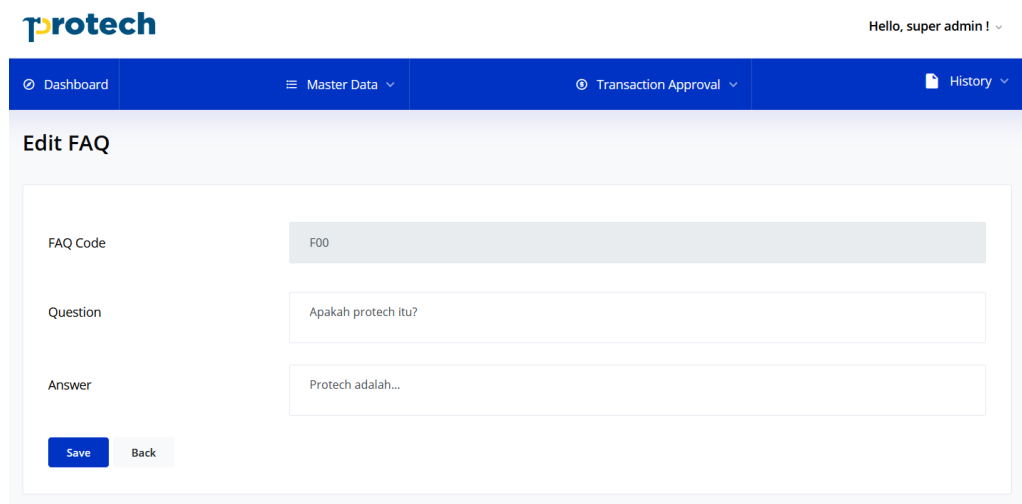 protech
Hello, super admin !
Dashboard Master Data Transaction Approval History
Edit FAQ
FAQ Code F00
Question Apakah protech itu?
Answer Protech adalah...
Save Back